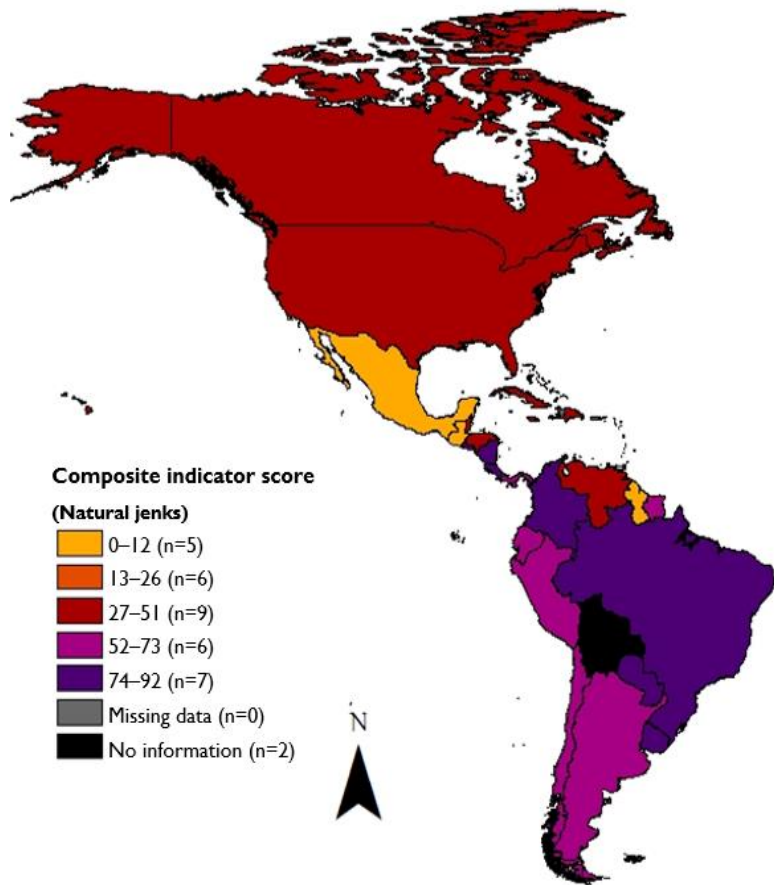 Composite indicator score
(Natural jenks)
0–12 (n=5)
13–26 (n=6)
27–51 (n=9)
52–73 (n=6)
74–92 (n=7)
Missing data (n=0)
No information (n=2)
N